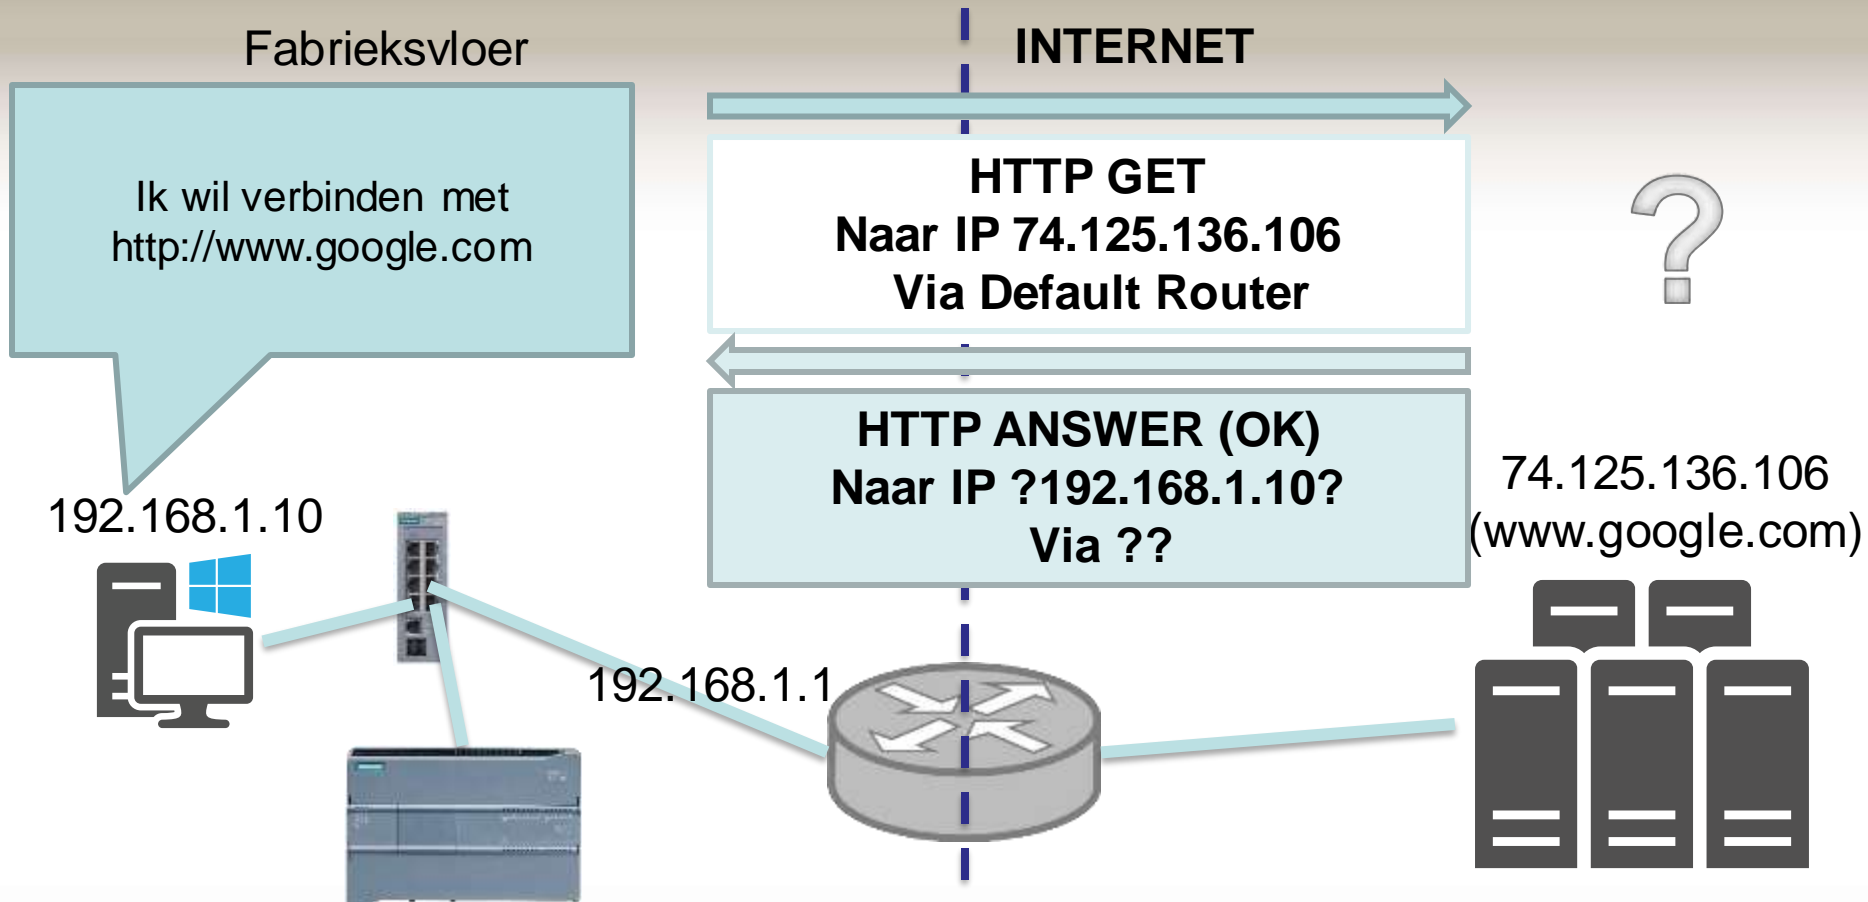 Fabrieksvloer
INTERNET
Ik wil verbinden met
http://www.google.com
HTTP GET
Naar IP 74.125.136.106
Via Default Router
HTTP ANSWER (OK)
Naar IP ?192.168.1.10?
Via ??
192.168.1.10
74.125.136.106
(www.google.com)
192.168.1.1